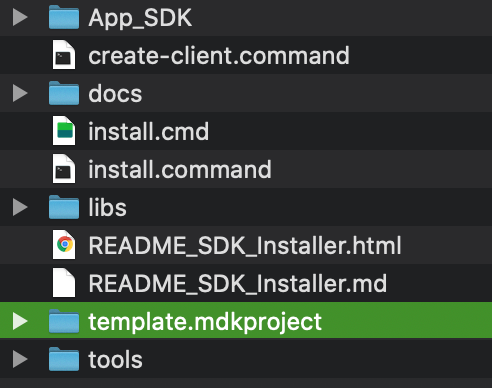 App_SDK
create-client.command
docs
install.cmd
install.command
libs
README_SDK_Installer.html
README_SDK_Installer.md
template.mdkproject
tools